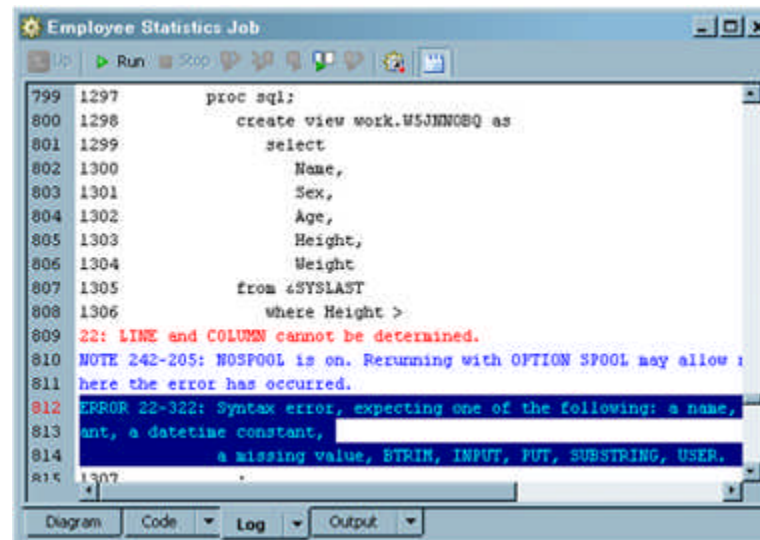 Employee Statistics Job
Up Run Stop
799 1297 proc sql;
800 1298 create view work.W5JNNOBQ as
801 1299 select
802 1300 Name,
803 1301 Sex,
804 1302 Age,
805 1303 Height,
806 1304 Weight
807 1305 from &SYSLAST
808 1306 where Height >
809 22: LINE and COLUMN cannot be determined.
810 NOTE 242-205: NOSPOOL is on. Rerunning with OPTION SPOOL may allow
811 here the error has occurred.
812 ERROR 22-322: Syntax error, expecting one of the following: a name,
813 ant, a datetime constant,
814 a missing value, BTRIM, INPUT, PUT, SUBSTRING, USER.
815 1307 ;
Diagram Code Log Output